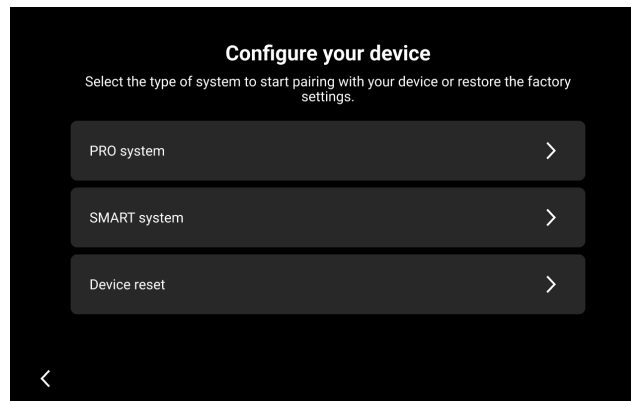 Configure your device
Select the type of system to start pairing with your device or restore the factory
settings.
PRO system
SMART system
Device reset